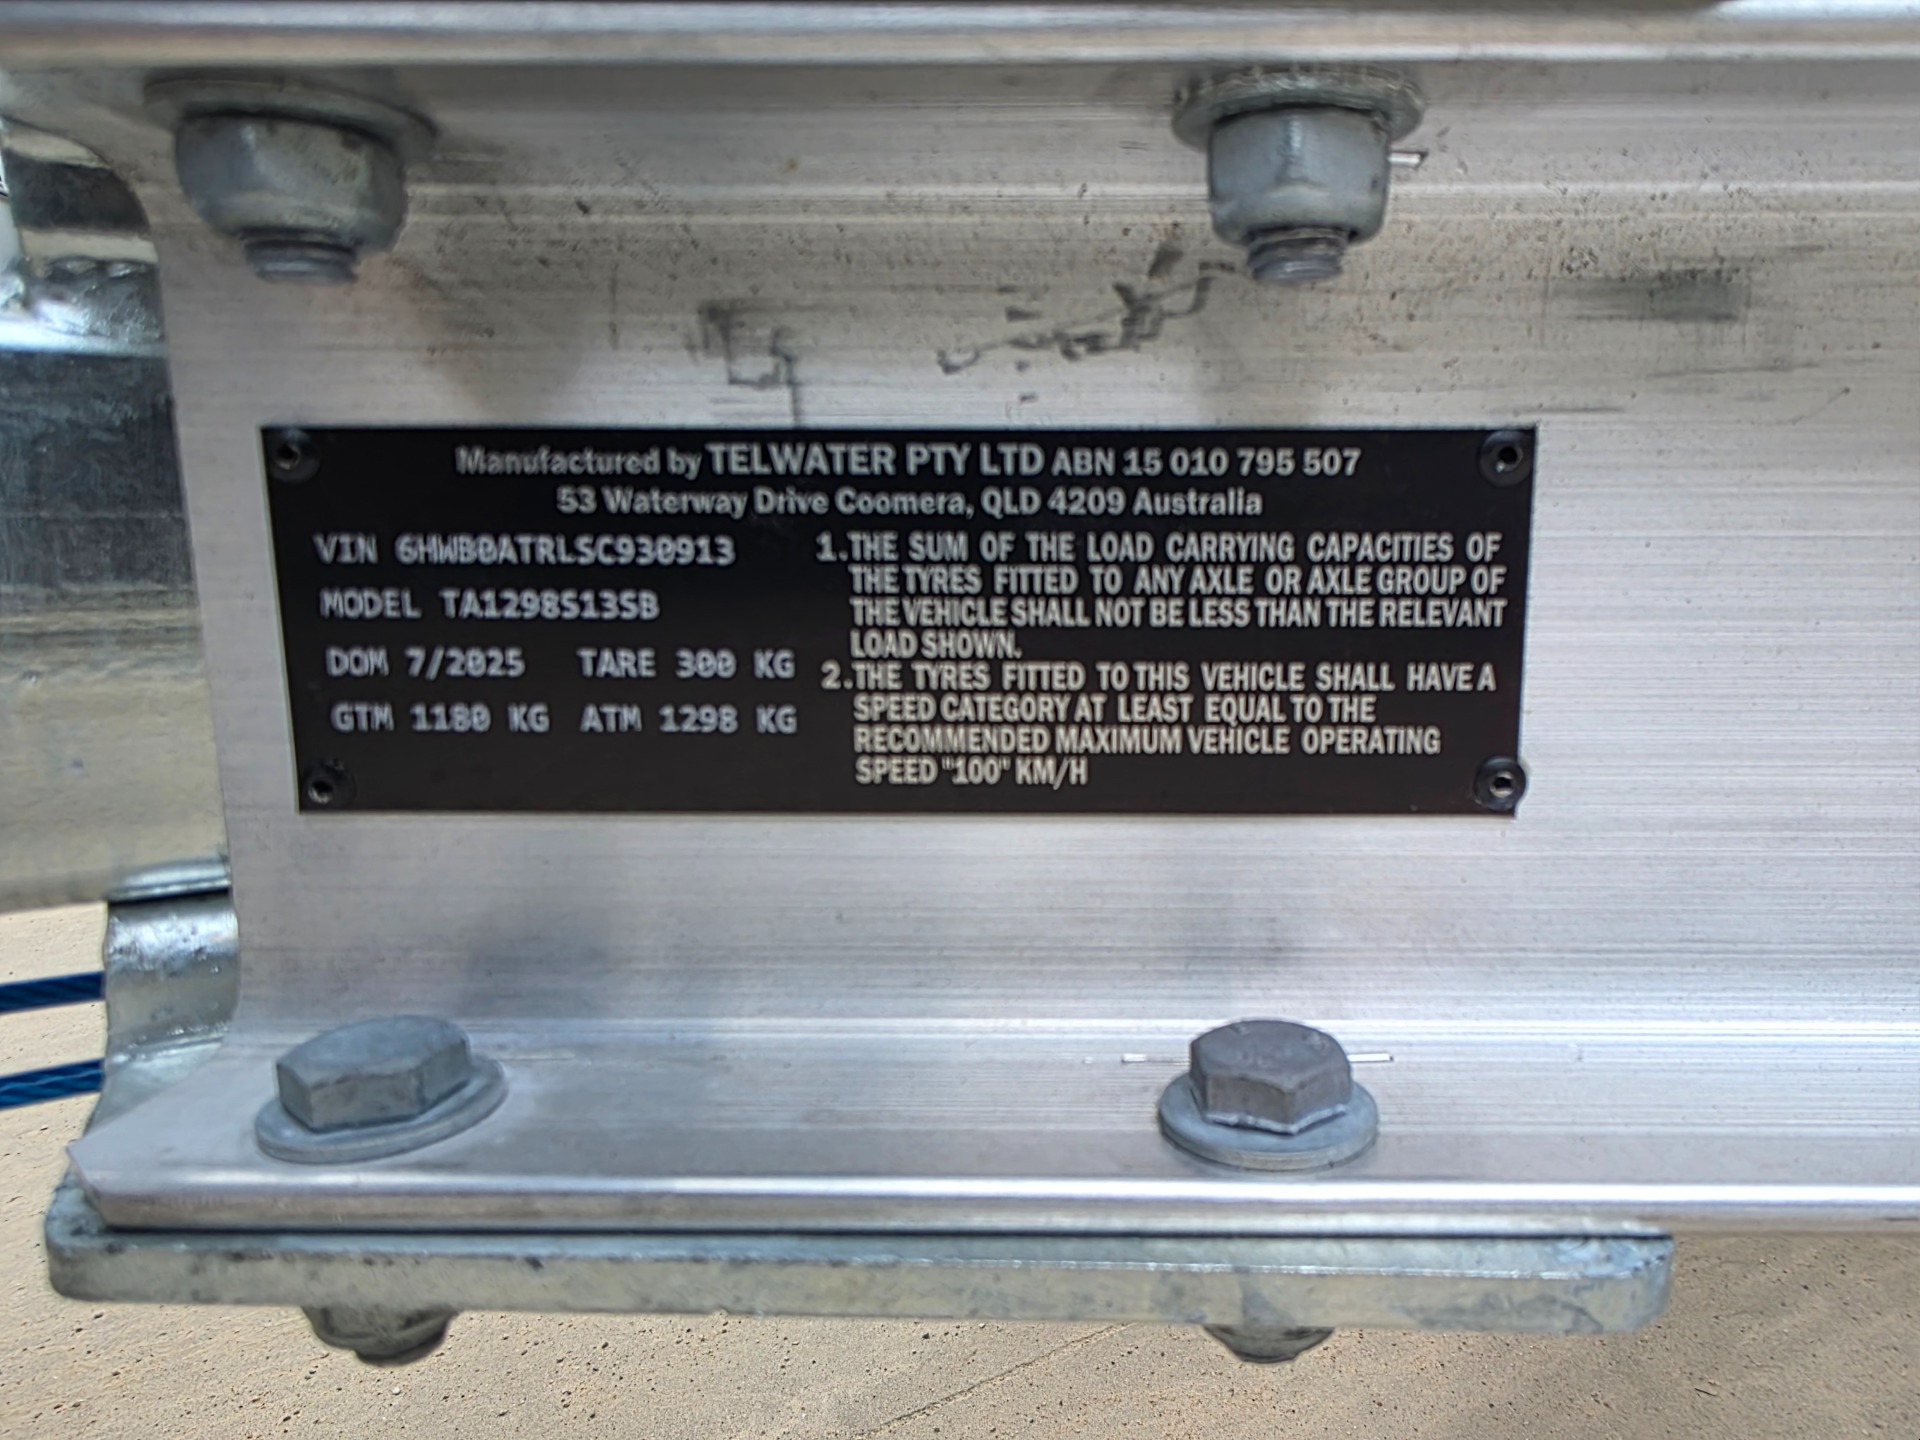 Manufactured by TELWATER PTY LTD ABN 15 010 795 507
53 Waterway Drive Coomera, QLD 4209 Australia
VIN 6HWB0ATRLSC930913
MODEL TA1298S13SB
DOM 7/2025 TARE 300 KG
GTM 1180 KG ATM 1298 KG
1.THE SUM OF THE LOAD CARRYING CAPACITIES OF
THE TYRES FITTED TO ANY AXLE OR AXLE GROUP OF
THE VEHICLE SHALL NOT BE LESS THAN THE RELEVANT
LOAD SHOWN.
2.THE TYRES FITTED TO THIS VEHICLE SHALL HAVE A
SPEED CATEGORY AT LEAST EQUAL TO THE
RECOMMENDED MAXIMUM VEHICLE OPERATING
SPEED "100" KM/H